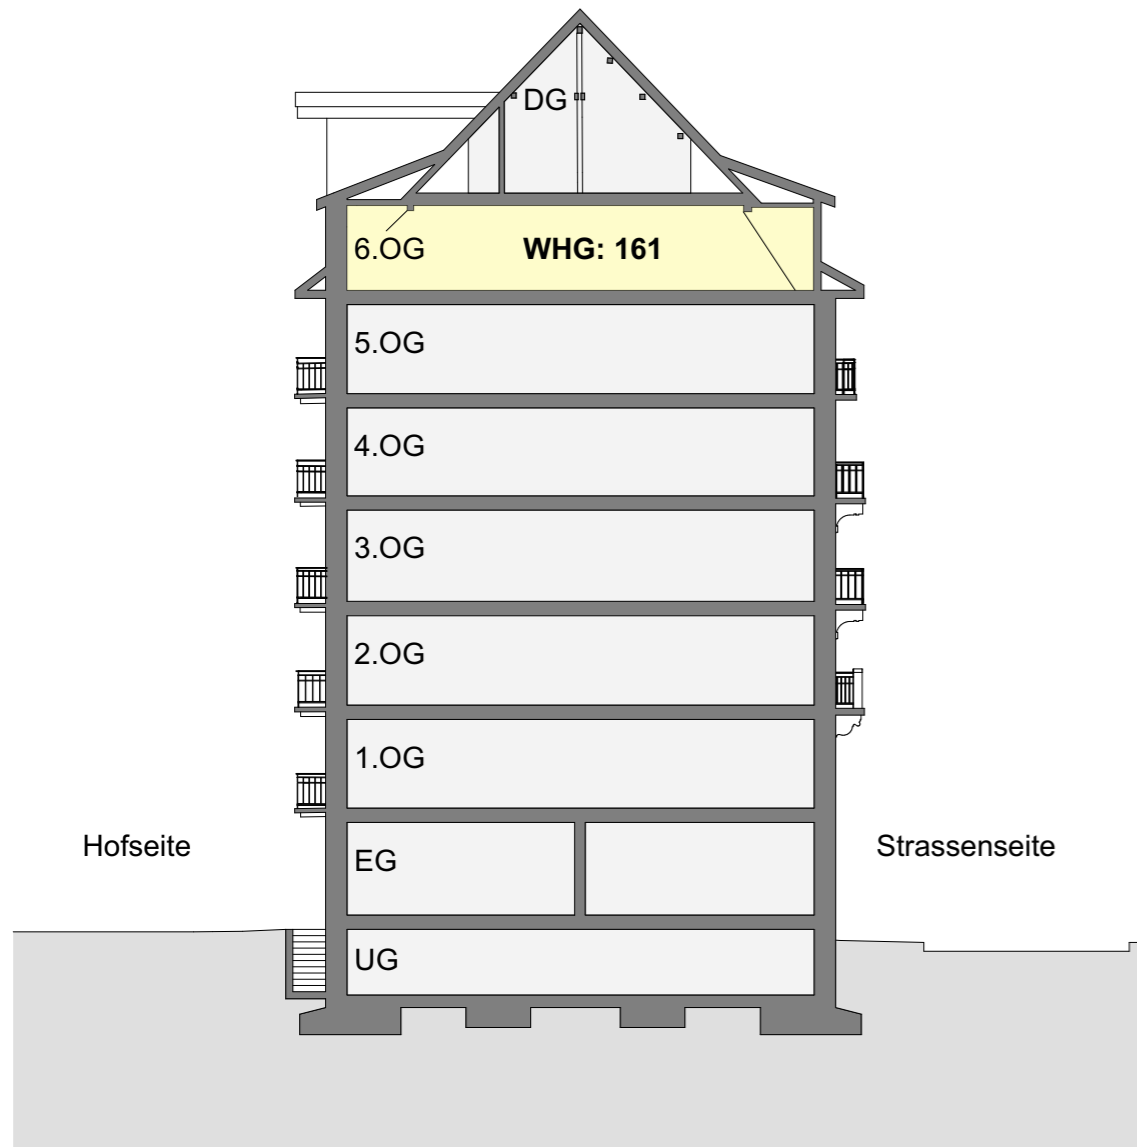 DG
6.OG
WHG: 161
5.OG
4.OG
3.OG
2.OG
1.OG
Hofseite
EG
Strassenseite
UG